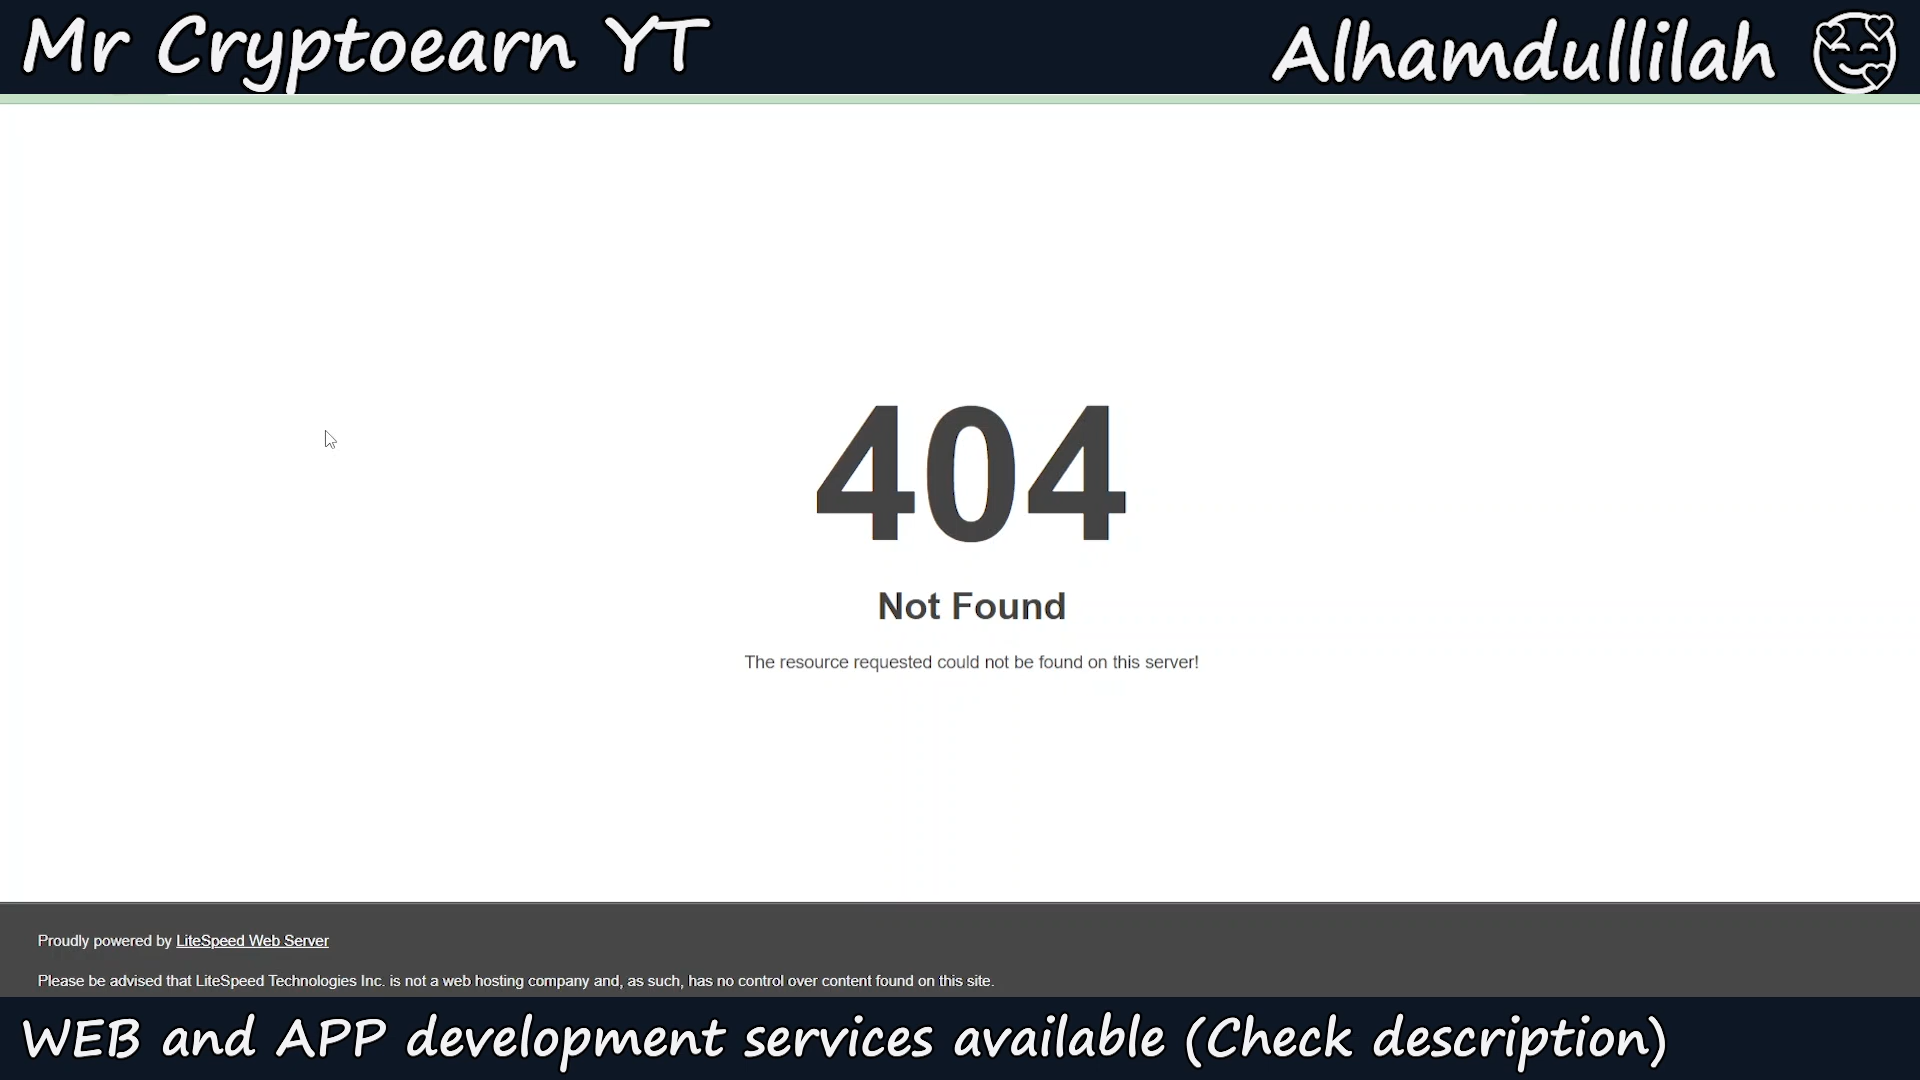 Mr Cryptoearn YT
Alhamdullilah
404
Not Found
The resource requested could not be found on this server!
Proudly powered by LiteSpeed Web Server
Please be advised that LiteSpeed Technologies Inc. is not a web hosting company and, as such, has no control over content found on this site.
WEB and APP development services available (Check description)